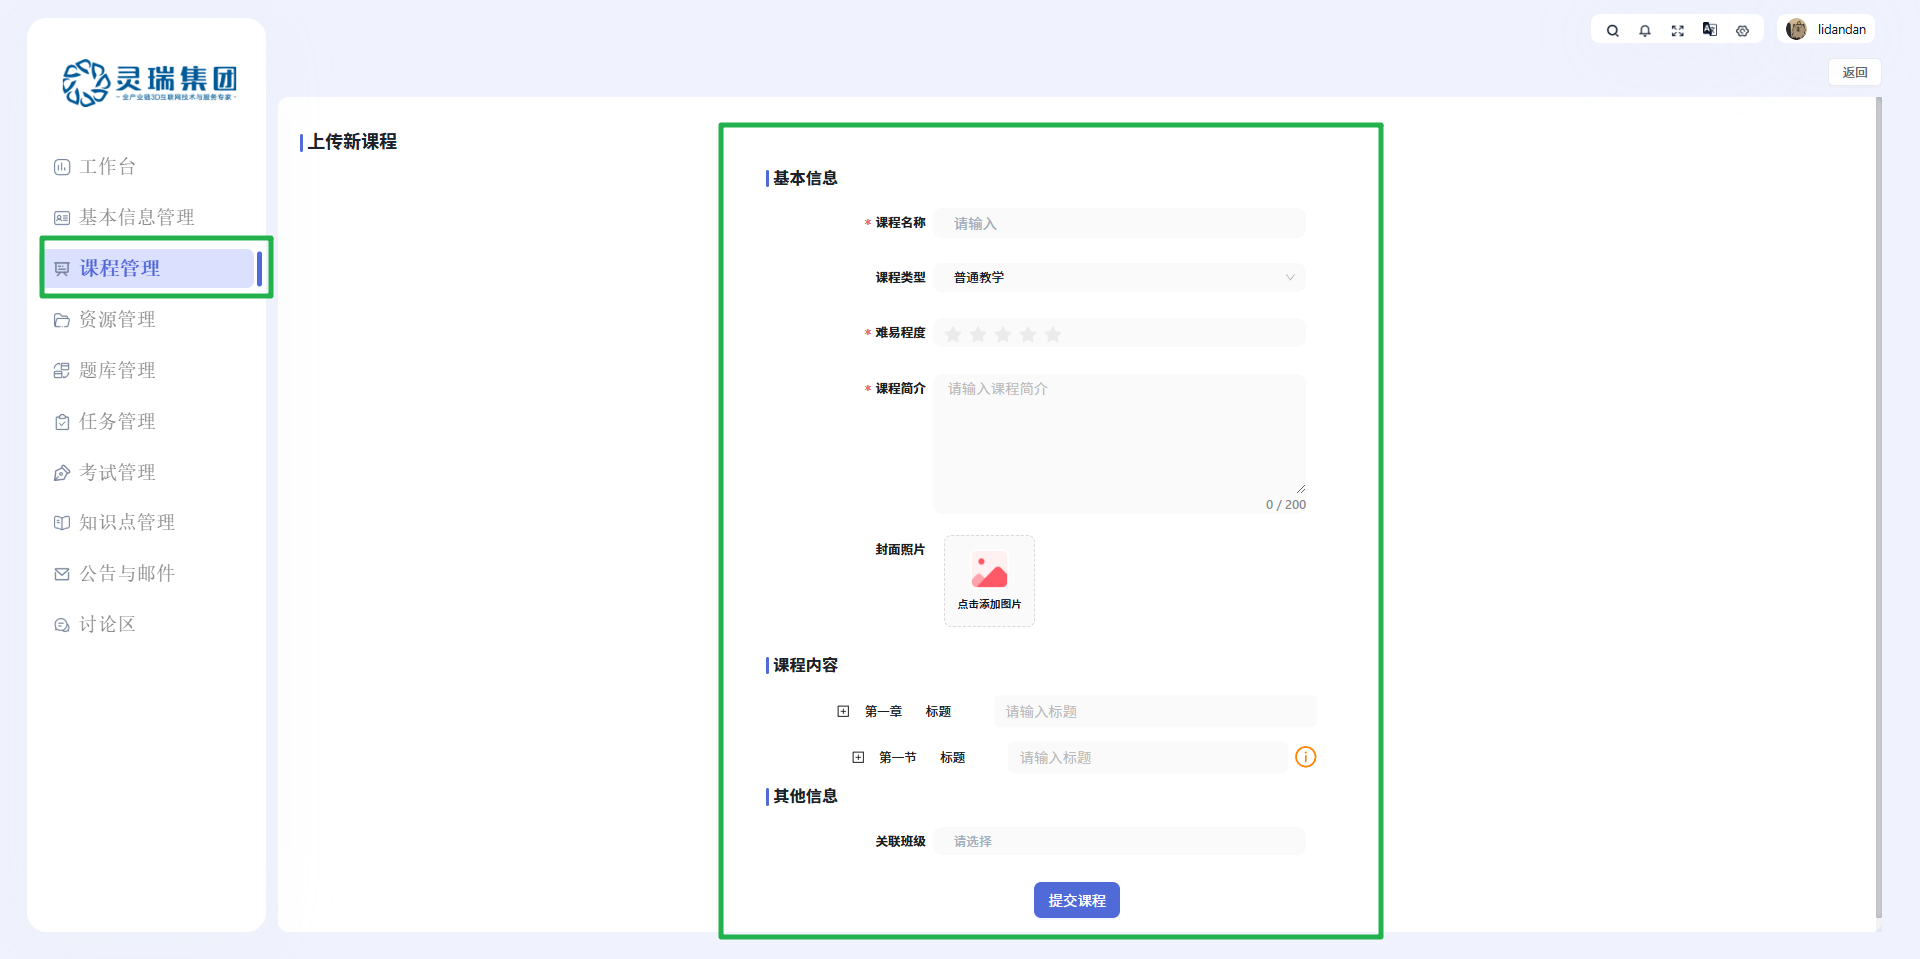 灵瑞集团
-全产业链3D互联网技术与服务专家-
工作台
基本信息管理
课程管理
资源管理
题库管理
任务管理
考试管理
知识点管理
公告与邮件
讨论区
lidandan
返回
上传新课程
基本信息
* 课程名称 请输入
课程类型 普通教学
* 难易程度
* 课程简介 请输入课程简介
0 / 200
封面照片
点击添加图片
课程内容
第一章 标题 请输入标题
第一节 标题 请输入标题
其他信息
关联班级 请选择
提交课程